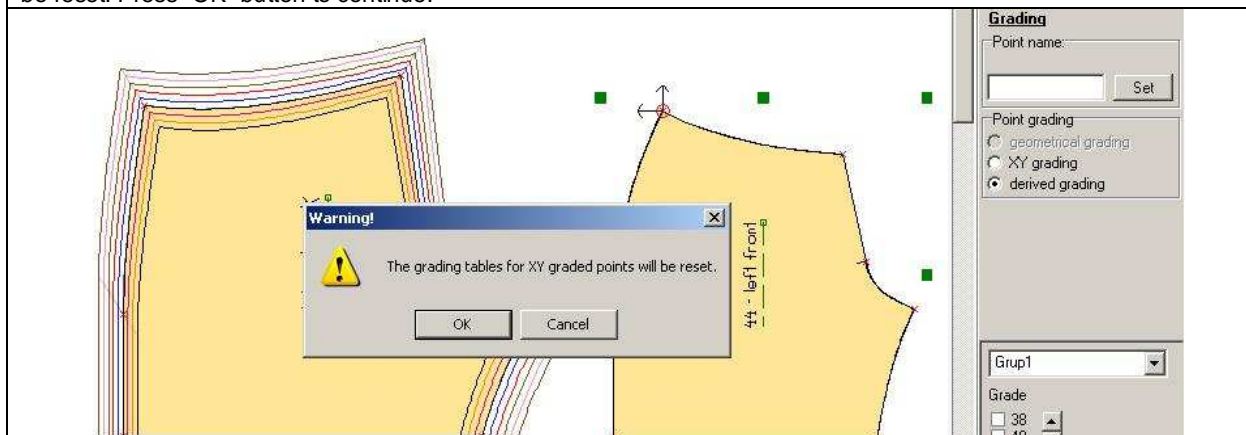 be reset. Press "OK" button to continue.
Grading
Point name:
Set
Point grading
geometrical grading
XY grading
derived grading
Warning!
The grading tables for XY graded points will be reset.
OK
Cancel
44 - left front
Grup1
Grade
38